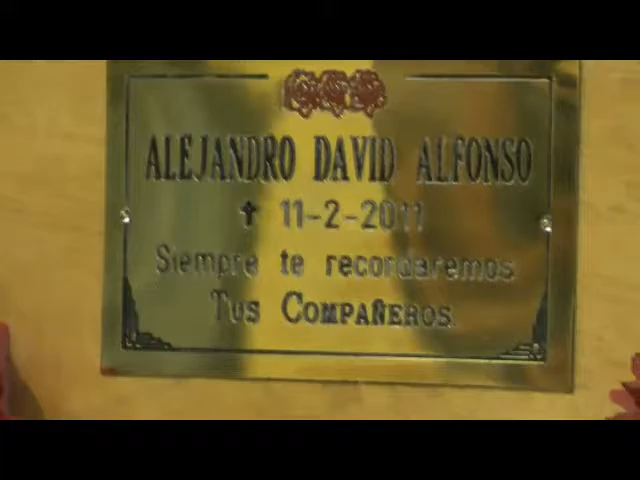 ALEJANDRO DAVID ALFONSO
✝ 11-2-2011
Siempre te recordaremos
TUS COMPAÑEROS